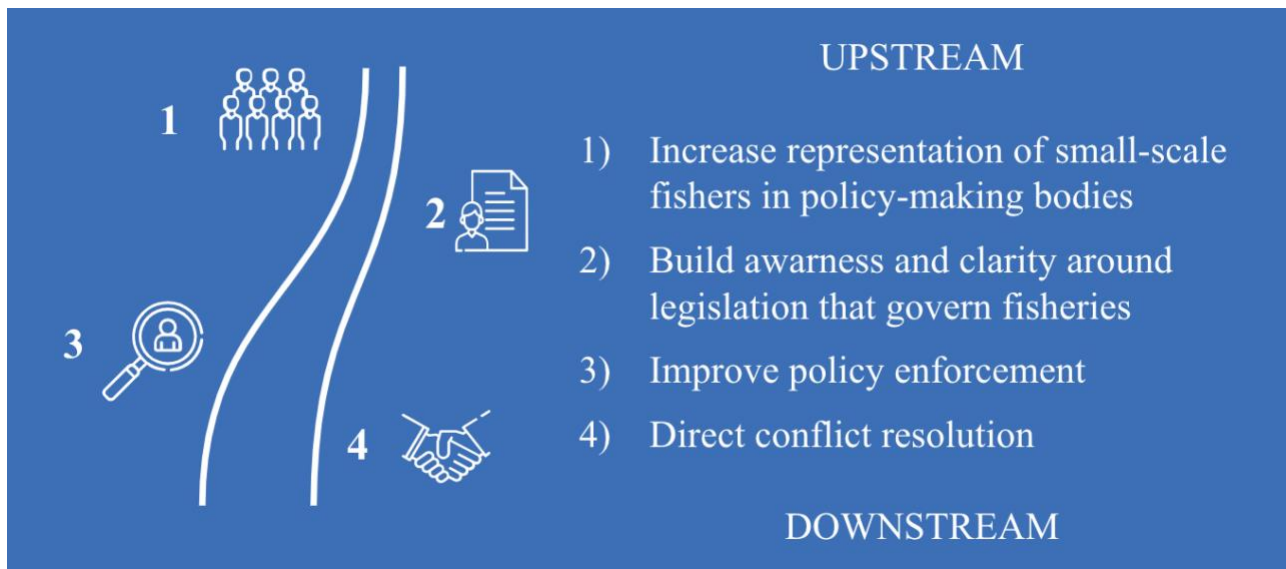 UPSTREAM
1
2
3
4
1) Increase representation of small-scale
fishers in policy-making bodies
2) Build awarness and clarity around
legislation that govern fisheries
3) Improve policy enforcement
4) Direct conflict resolution
DOWNSTREAM